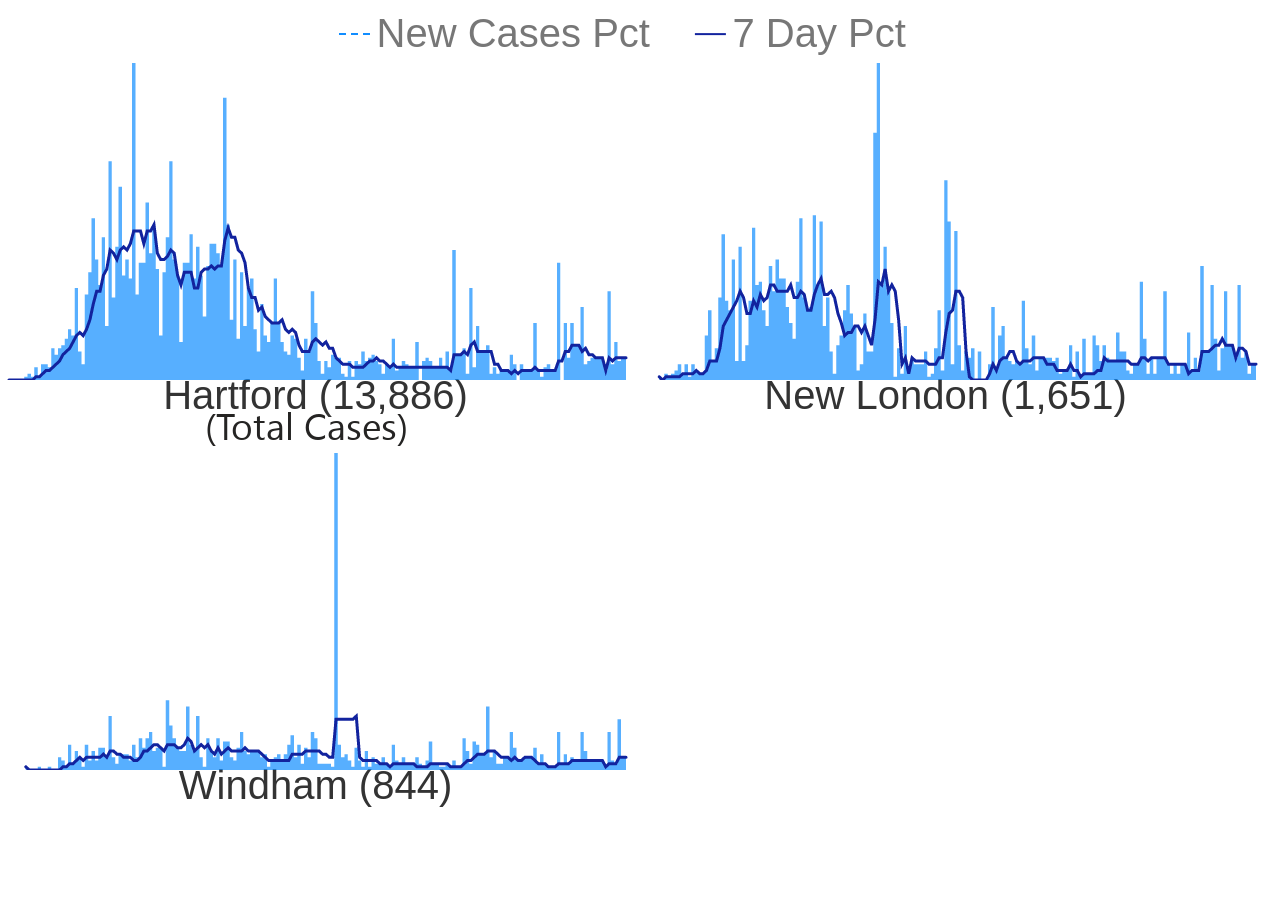 New Cases Pct 7 Day Pct
Hartford (13,886) New London (1,651)
(Total Cases)
Windham (844)